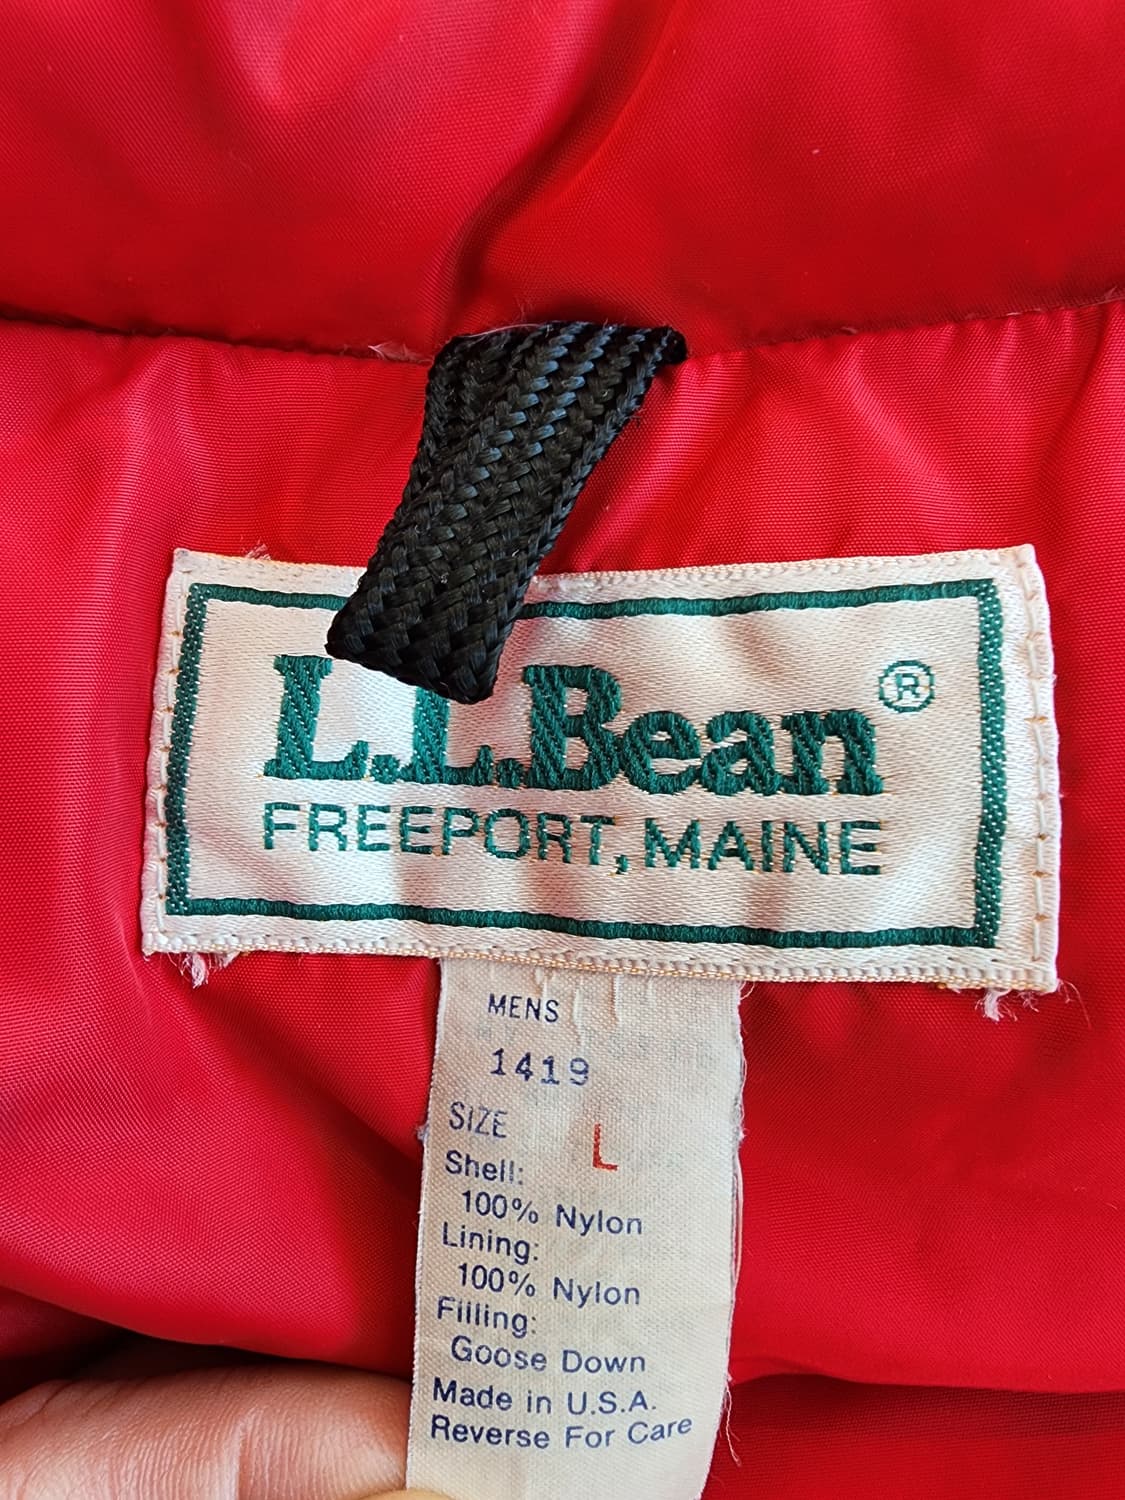 L.L.Bean®
FREEPORT, MAINE
MENS
1419
SIZE L
Shell:
100% Nylon
Lining:
100% Nylon
Filling:
Goose Down
Made in U.S.A.
Reverse For Care